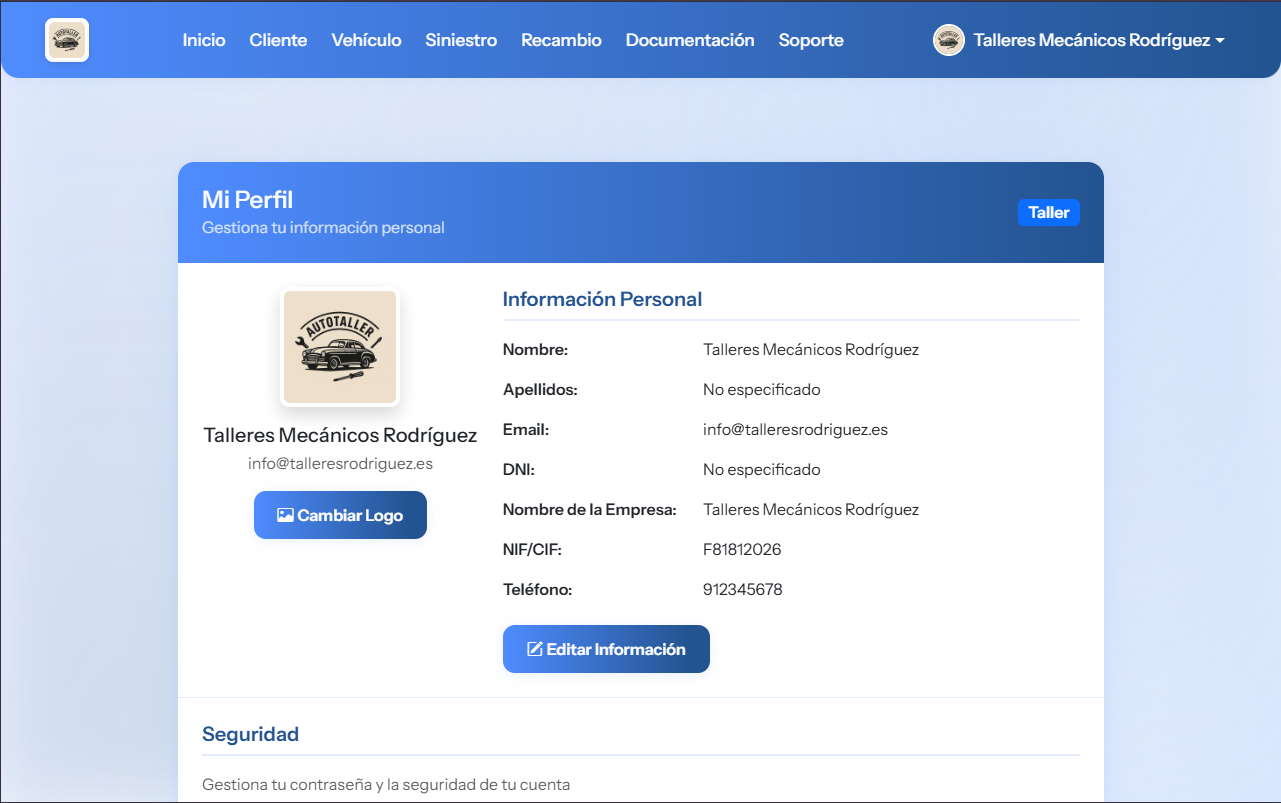 AUTOTALLER
Inicio Cliente Vehículo Siniestro Recambio Documentación Soporte Talleres Mecánicos Rodríguez
Mi Perfil
Gestiona tu información personal
Taller
AUTOTALLER
Talleres Mecánicos Rodríguez
info@talleresrodriguez.es
Cambiar Logo
Información Personal
Nombre: Talleres Mecánicos Rodríguez
Apellidos: No especificado
Email: info@talleresrodriguez.es
DNI: No especificado
Nombre de la Empresa: Talleres Mecánicos Rodríguez
NIF/CIF: F81812026
Teléfono: 912345678
Editar Información
Seguridad
Gestiona tu contraseña y la seguridad de tu cuenta